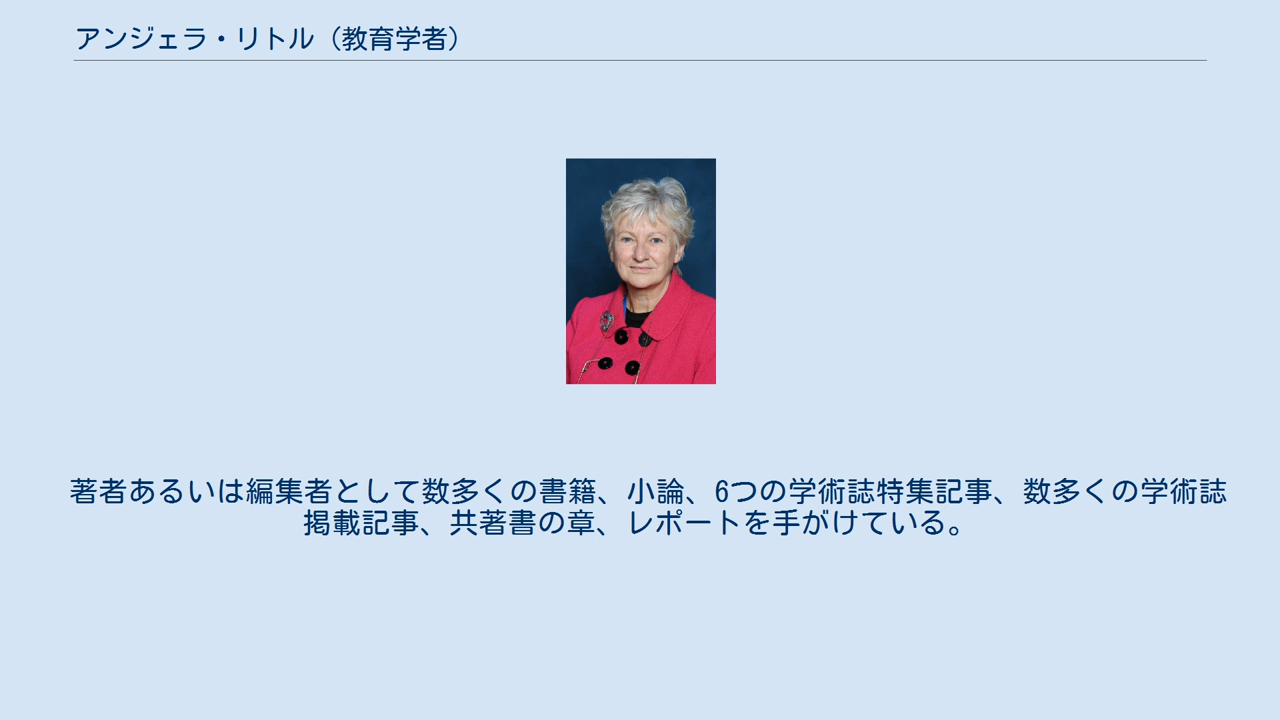 アンジェラ・リトル（教育学者）
著者あるいは編集者として数多くの書籍、小論、6つの学術誌特集記事、数多くの学術誌
掲載記事、共著書の章、レポートを手がけている。